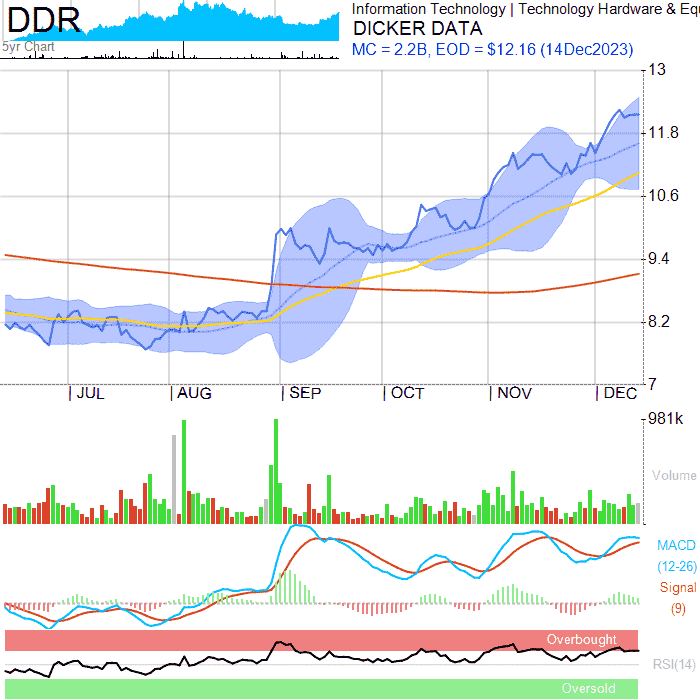 DDR
5yr Chart
Information Technology | Technology Hardware & Equ
DICKER DATA
MC = 2.2B, EOD = $12.16 (14Dec2023)
13
11.8
10.6
9.4
8.2
7
| JUL | AUG | SEP | OCT | NOV | DEC
981k
Volume
MACD
(12-26)
Signal
(9)
Overbought
RSI(14)
Oversold